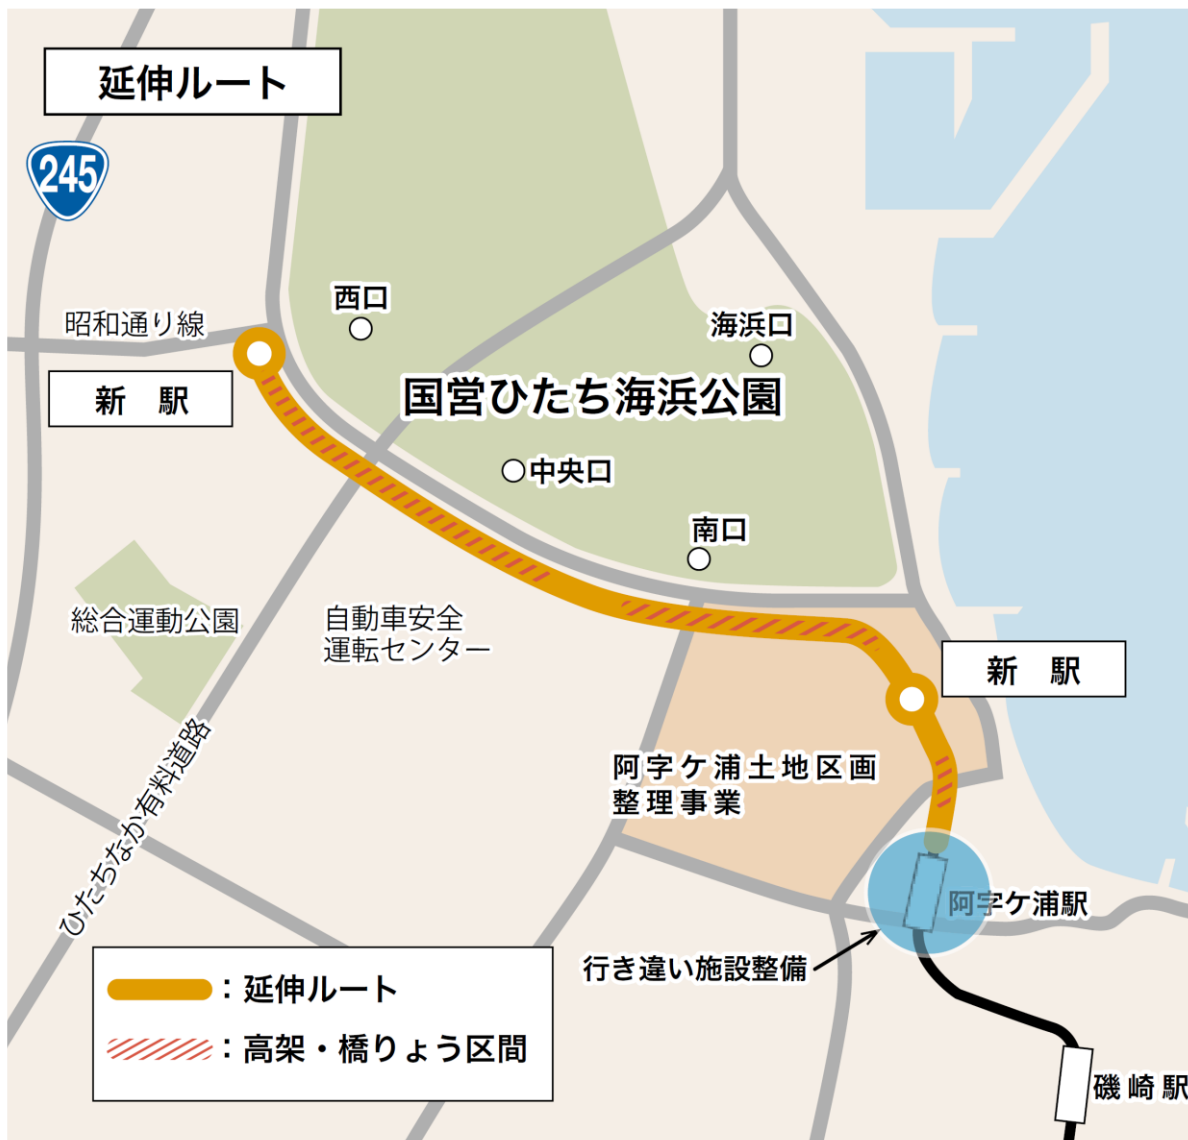 延伸ルート
245
西口
昭和通り線
海浜口
新　駅
国営ひたち海浜公園
中央口
南口
総合運動公園
自動車安全
運転センター
新　駅
阿字ケ浦土地区画
整理事業
ひたちなか有料道路
阿字ケ浦駅
行き違い施設整備
：延伸ルート
：高架・橋りょう区間
磯崎駅